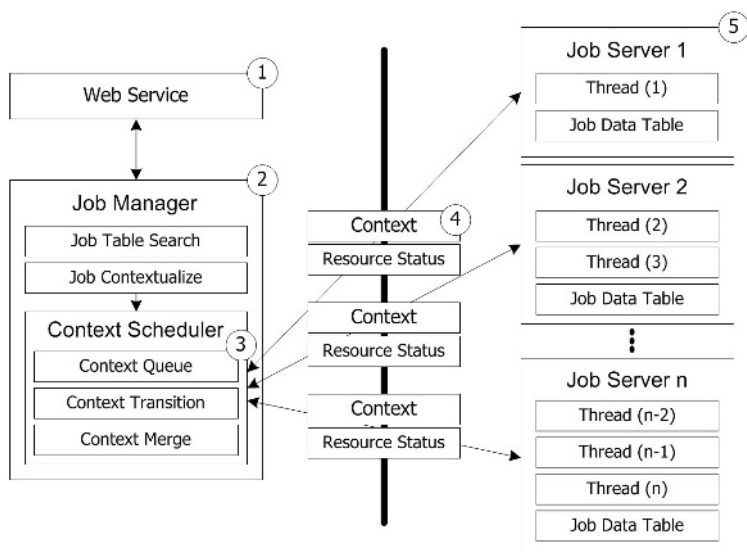 1
Web Service
2
Job Manager
Job Table Search
Job Contextualize
Context Scheduler
3
Context Queue
Context Transition
Context Merge
4
Context
Resource Status
Context
Resource Status
Context
Resource Status
5
Job Server 1
Thread (1)
Job Data Table
Job Server 2
Thread (2)
Thread (3)
Job Data Table
Job Server n
Thread (n-2)
Thread (n-1)
Thread (n)
Job Data Table